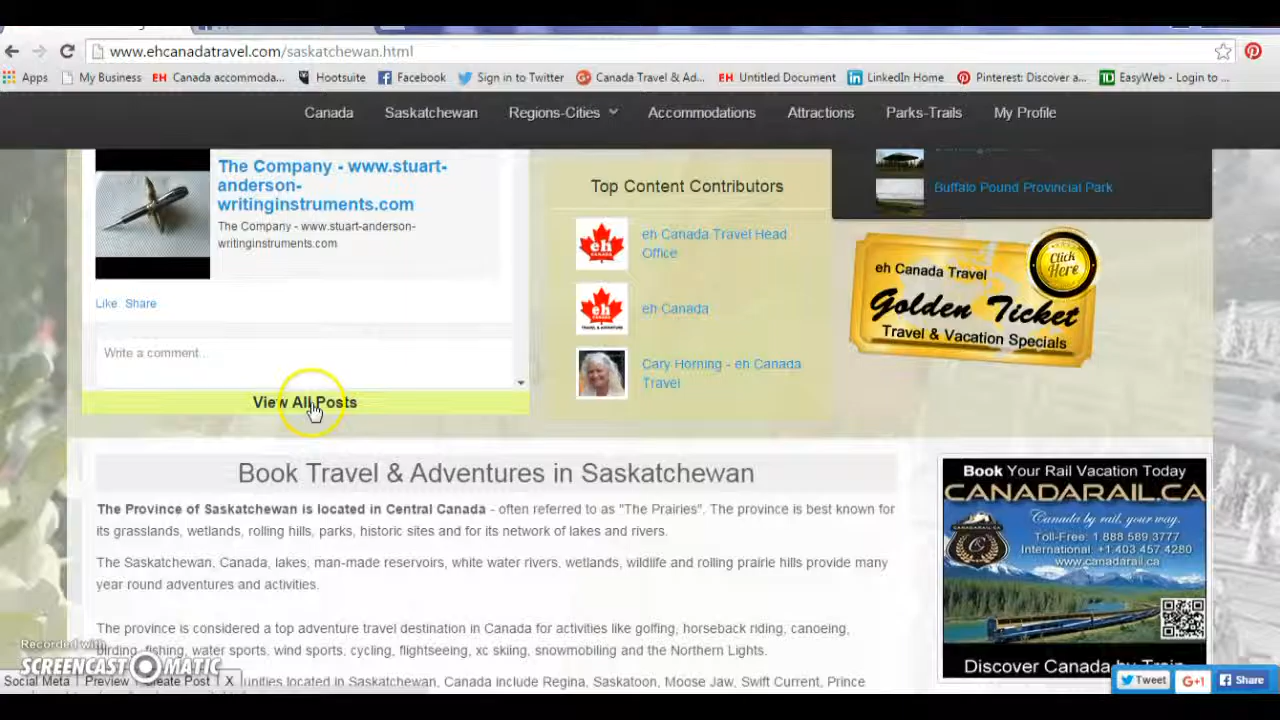 www.ehcanadatravel.com/saskatchewan.html
Apps
My Business
EH Canada accommoda...
Hootsuite
Facebook
Sign in to Twitter
Canada Travel & Ad...
EH Untitled Document
LinkedIn Home
Pinterest: Discover a...
EasyWeb - Login to ...
Canada
Saskatchewan
Regions-Cities
Accommodations
Attractions
Parks-Trails
My Profile
The Company - www.stuart-
anderson-
writinginstruments.com
The Company - www.stuart-anderson-
writinginstruments.com
Like Share
Write a comment...
View All Posts
Top Content Contributors
eh Canada Travel Head
Office
eh Canada
Cary Horning - eh Canada
Travel
Buffalo Pound Provincial Park
eh Canada Travel
Click
Here
Golden Ticket
Travel & Vacation Specials
Book Travel & Adventures in Saskatchewan
The Province of Saskatchewan is located in Central Canada - often referred to as "The Prairies". The province is best known for
its grasslands, wetlands, rolling hills, parks, historic sites and for its network of lakes and rivers.
The Saskatchewan, Canada, lakes, man-made reservoirs, white water rivers, wetlands, wildlife and rolling prairie hills provide many
year round adventures and activities.
The province is considered a top adventure travel destination in Canada for activities like golfing, horseback riding, canoeing,
birding, fishing, water sports, wind sports, cycling, flightseeing, xc skiing, snowmobiling and the Northern Lights.
located in Saskatchewan, Canada include Regina, Saskatoon, Moose Jaw, Swift Current, Prince
Book Your Rail Vacation Today
CANADARAIL.CA
Canada by rail, your way.
Toll-Free: 1.888.589.3777
International: +1.403.457.4280
www.canadarail.ca
Discover Canada by Train
Recorded with
SCREENCAST-O-MATIC
Social Meta
Preview
Create Post
X
Tweet
G+1
Share